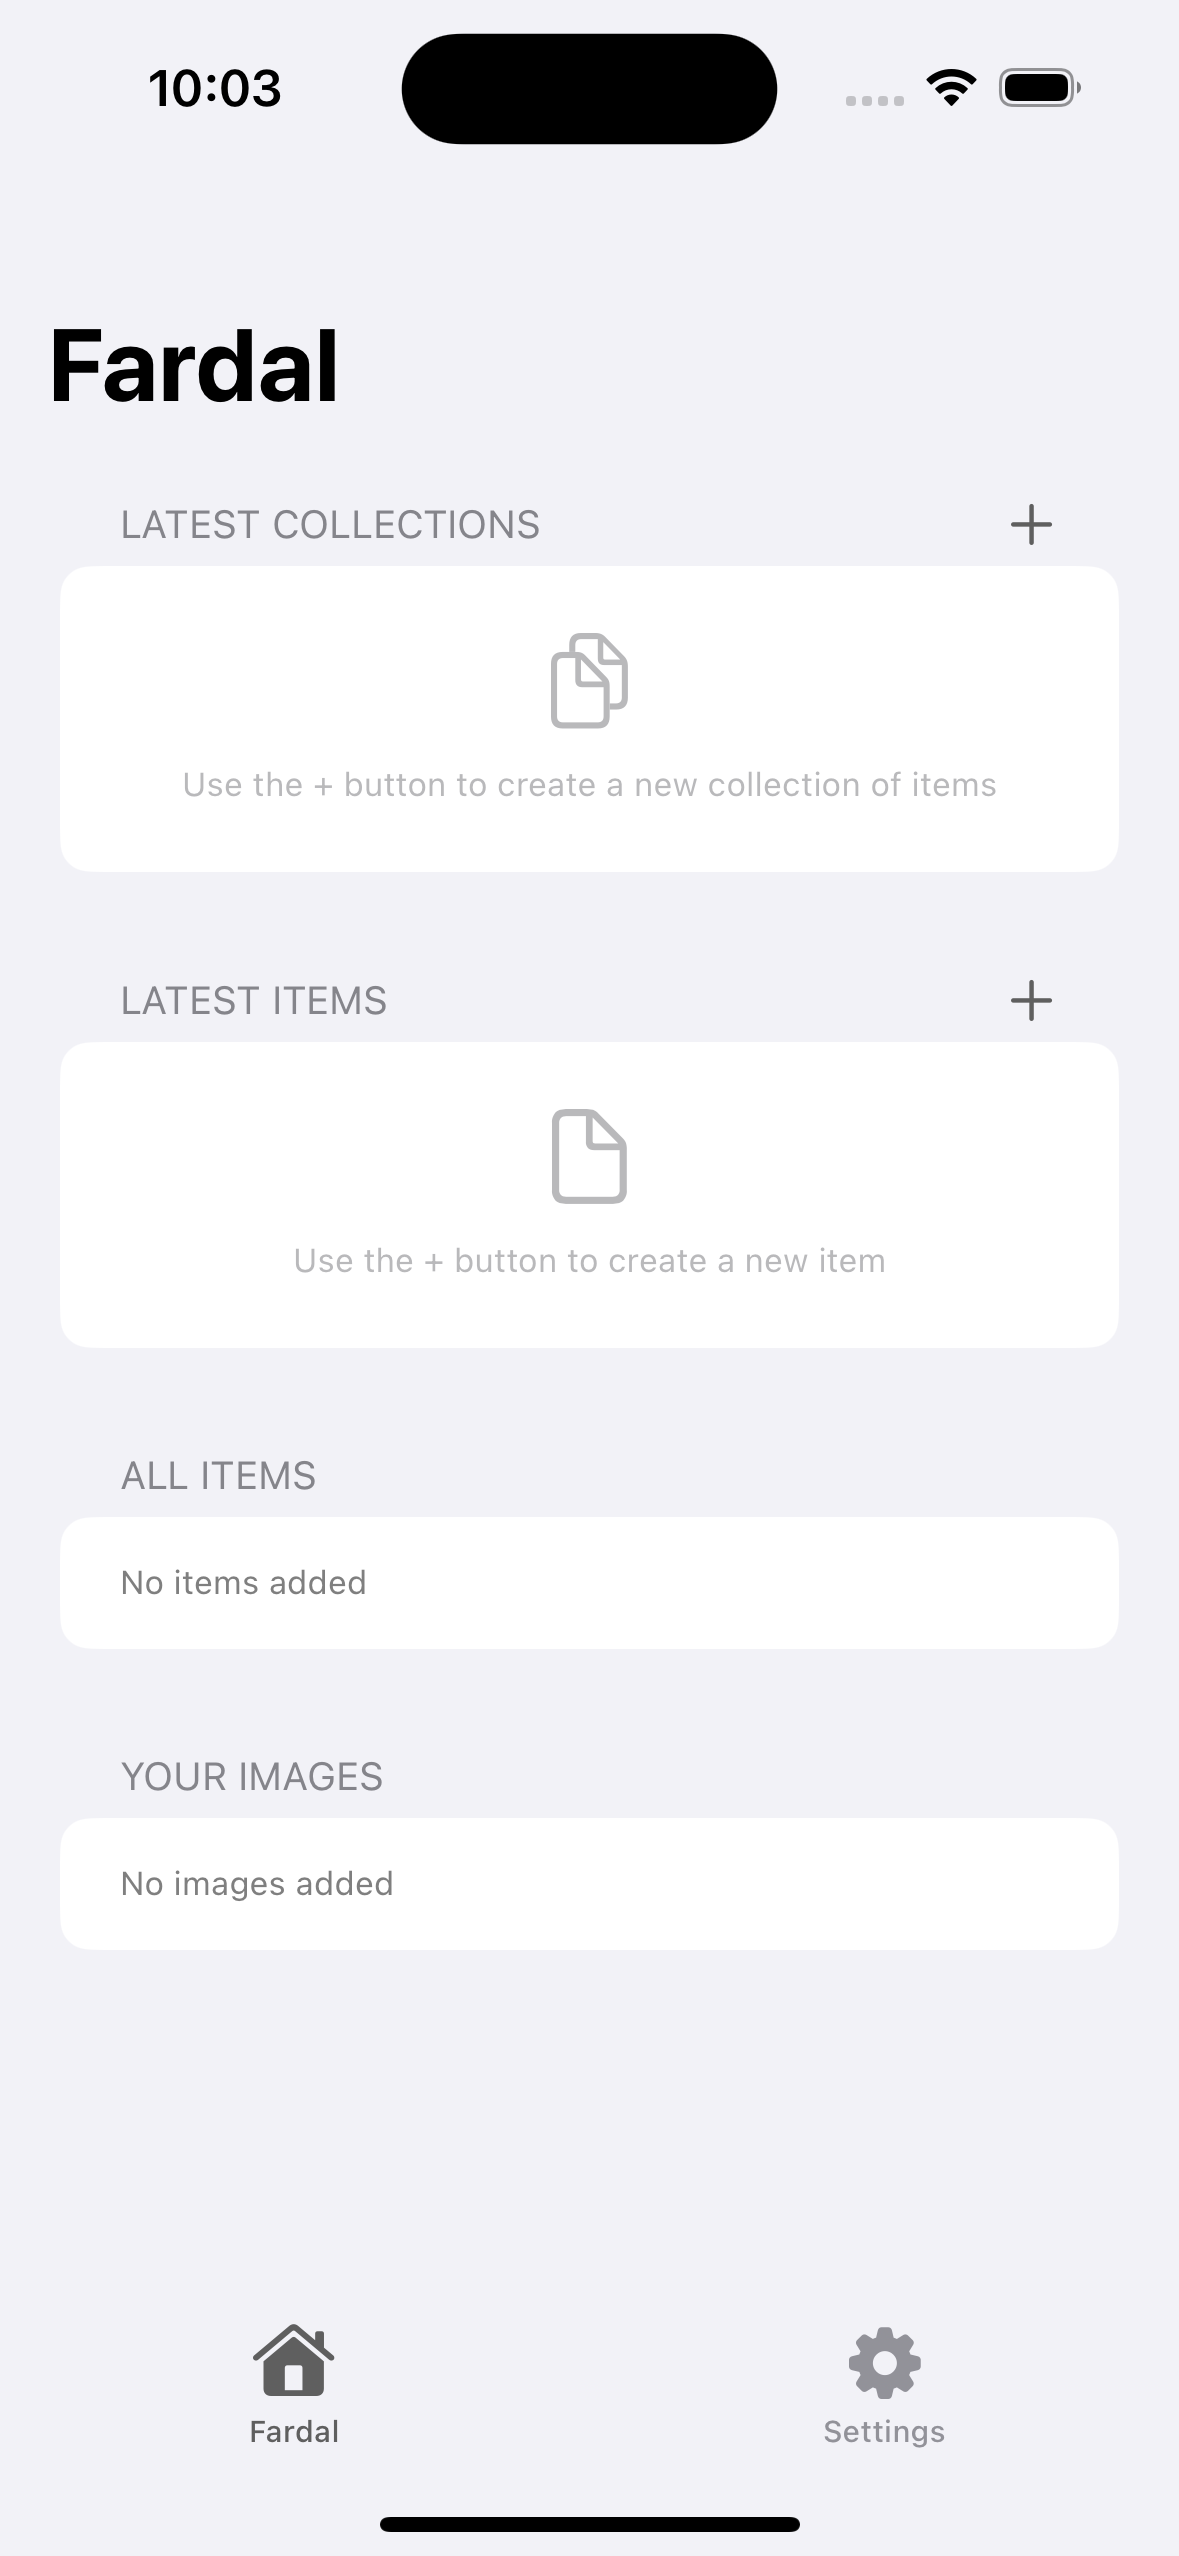 10:03
Fardal
LATEST COLLECTIONS
Use the + button to create a new collection of items
LATEST ITEMS
Use the + button to create a new item
ALL ITEMS
No items added
YOUR IMAGES
No images added
Fardal
Settings